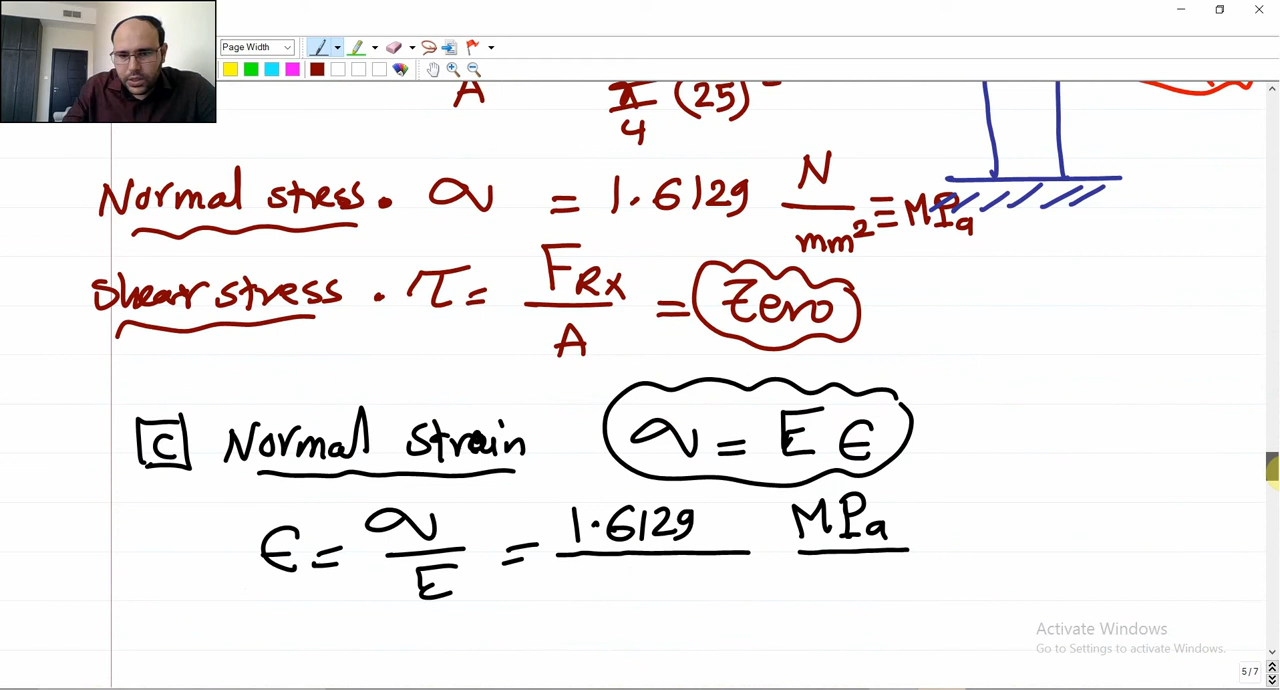 Page Width
A π/4 (25)
Normal stress . σ = 1.6129 N/mm² ≡ MPa
Shear stress . τ = FRx/A = Zero
C Normal strain σ = E ϵ
ϵ = σ/E = 1.6129 MPa
Activate Windows
Go to Settings to activate Windows.
5/7